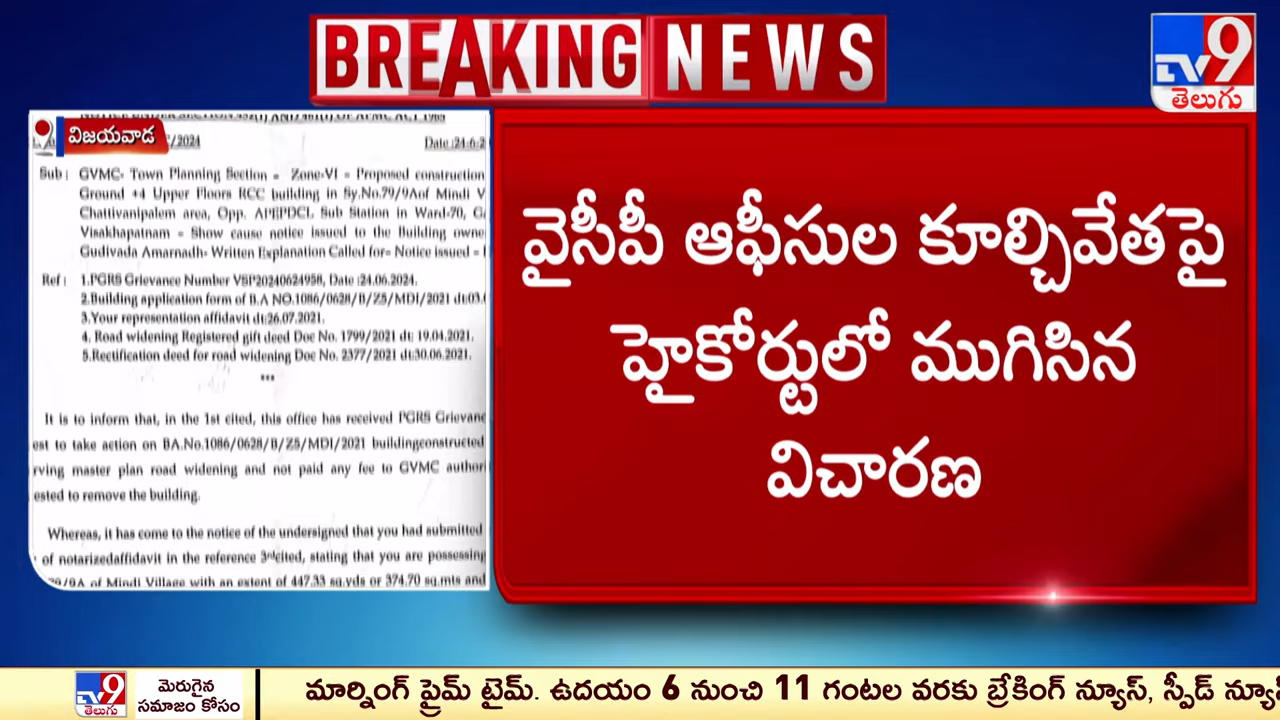 BREAKING NEWS
TV9
తెలుగు
విజయవాడ
/2024
Date :24-6-2
Sub : GVMC- Town Planning Section = Zone-VI = Proposed construction
Ground +4 Upper Floors RCC building in Sy.No.79/9Aof Mindi V
Chattivanipalem area, Opp. APEPDCL Sub Station in Ward-70, G
Visakhapatnam = Show cause notice issued to the Building owne
Gudivada Amarnadh- Written Explanation Called for= Notice issued =
Ref : 1.PGRS Grievance Number VSP20240624958, Date :24.06.2024.
2.Building application form of B.A NO.1086/0628/B/Z5/MDI/2021 dt:03.
3.Your representation affidavit dt:26.07.2021.
4. Road widening Registered gift deed Doc No. 1799/2021 dt: 19.04.2021.
5.Rectification deed for road widening Doc No. 2377/2021 dt:30.06.2021.
***
It is to inform that, in the 1st cited, this office has received PGRS Grievanc
est to take action on BA.No.1086/0628/B/Z5/MDI/2021 buildingconstructed
rving master plan road widening and not paid any fee to GVMC authori
ested to remove the building.
Whereas, it has come to the notice of the undersigned that you had submitted
of notarizedaffidavit in the reference 3rdcited, stating that you are possessing
79/9A of Mindi Village with an extent of 447.33 sq.yds or 374.70 sq.mts and
వైసీపీ ఆఫీసుల కూల్చివేతపై
హైకోర్టులో ముగిసిన
విచారణ
TV9
తెలుగు
మెరుగైన
సమాజం కోసం
మార్నింగ్ ప్రైమ్ టైమ్. ఉదయం 6 నుంచి 11 గంటల వరకు బ్రేకింగ్ న్యూస్, స్పీడ్ న్యూస్